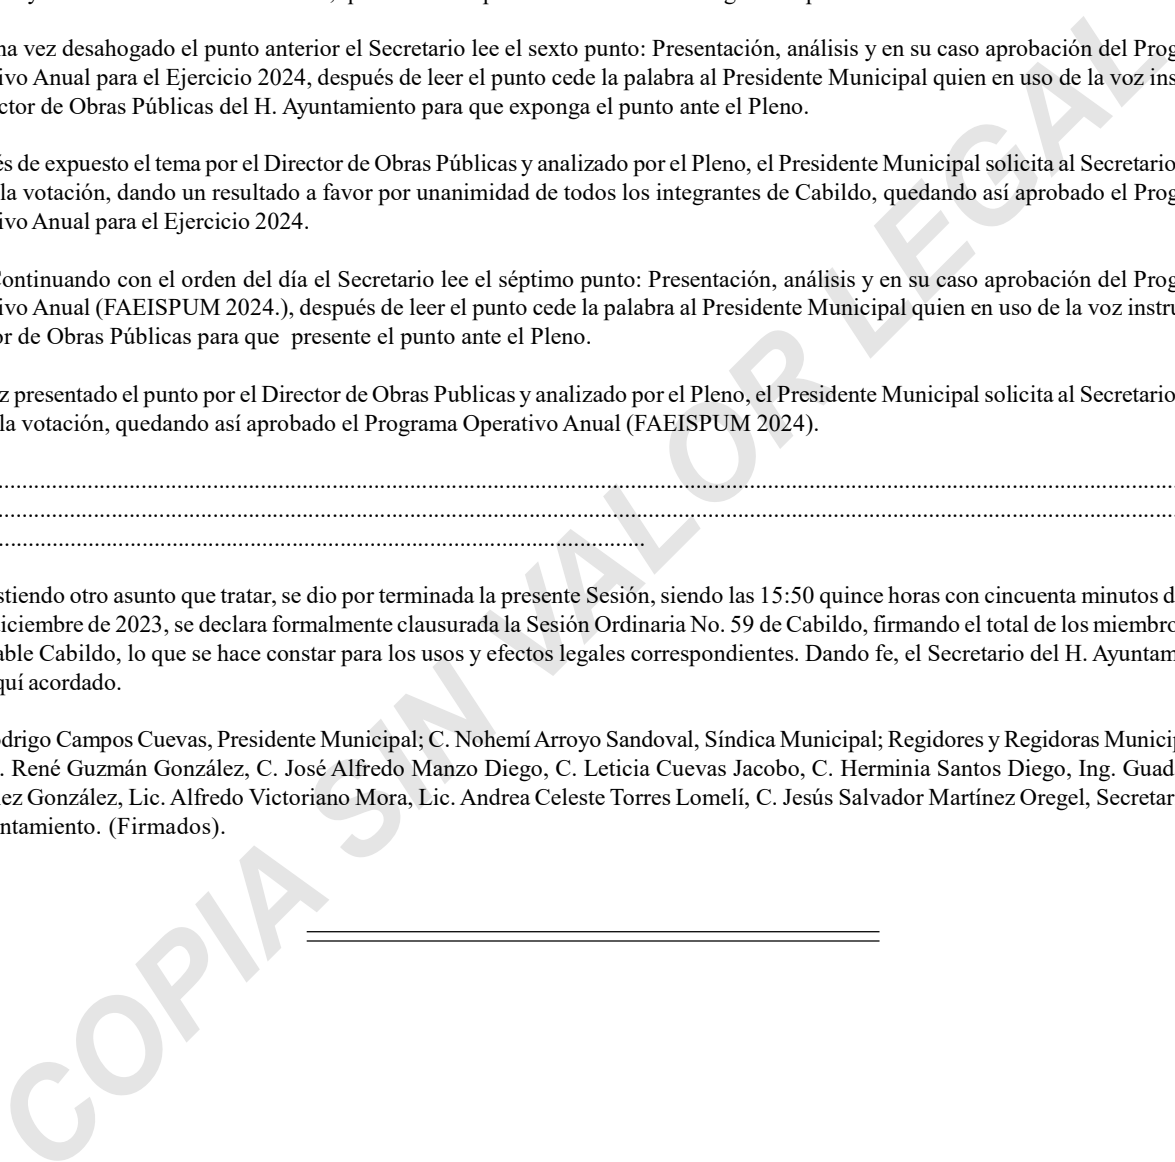 na vez desahogado el punto anterior el Secretario lee el sexto punto: Presentación, análisis y en su caso aprobación del Prog
ivo Anual para el Ejercicio 2024, después de leer el punto cede la palabra al Presidente Municipal quien en uso de la voz ins
ctor de Obras Públicas del H. Ayuntamiento para que exponga el punto ante el Pleno.
és de expuesto el tema por el Director de Obras Públicas y analizado por el Pleno, el Presidente Municipal solicita al Secretario
la votación, dando un resultado a favor por unanimidad de todos los integrantes de Cabildo, quedando así aprobado el Prog
ivo Anual para el Ejercicio 2024.
Continuando con el orden del día el Secretario lee el séptimo punto: Presentación, análisis y en su caso aprobación del Prog
ivo Anual (FAEISPUM 2024.), después de leer el punto cede la palabra al Presidente Municipal quien en uso de la voz instru
or de Obras Públicas para que presente el punto ante el Pleno.
z presentado el punto por el Director de Obras Publicas y analizado por el Pleno, el Presidente Municipal solicita al Secretario
la votación, quedando así aprobado el Programa Operativo Anual (FAEISPUM 2024).
stiendo otro asunto que tratar, se dio por terminada la presente Sesión, siendo las 15:50 quince horas con cincuenta minutos d
diciembre de 2023, se declara formalmente clausurada la Sesión Ordinaria No. 59 de Cabildo, firmando el total de los miembro
able Cabildo, lo que se hace constar para los usos y efectos legales correspondientes. Dando fe, el Secretario del H. Ayuntam
quí acordado.
odrigo Campos Cuevas, Presidente Municipal; C. Nohemí Arroyo Sandoval, Síndica Municipal; Regidores y Regidoras Municip
. René Guzmán González, C. José Alfredo Manzo Diego, C. Leticia Cuevas Jacobo, C. Herminia Santos Diego, Ing. Guad
ez González, Lic. Alfredo Victoriano Mora, Lic. Andrea Celeste Torres Lomelí, C. Jesús Salvador Martínez Oregel, Secretar
ntamiento. (Firmados).
COPIA SIN VALOR LEGAL